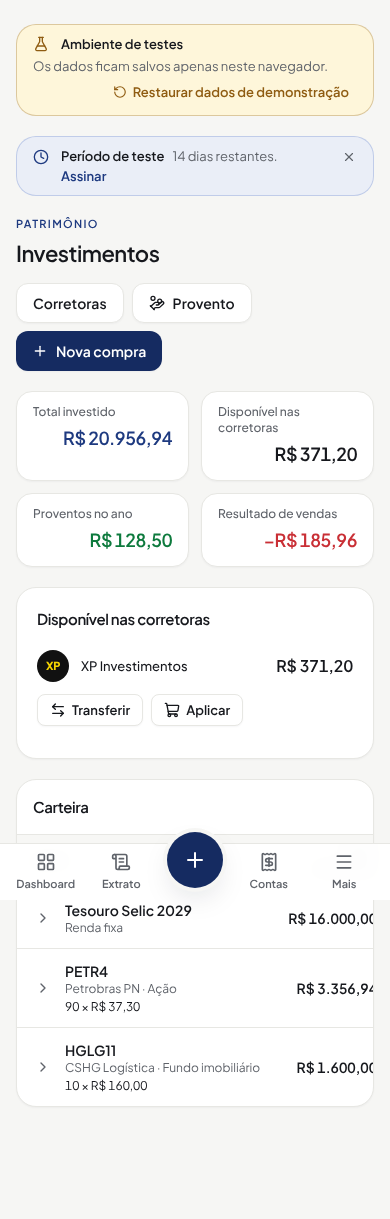 Ambiente de testes
Os dados ficam salvos apenas neste navegador.
Restaurar dados de demonstração
Período de teste 14 dias restantes.
Assinar
PATRIMÔNIO
Investimentos
Corretoras
Provento
Nova compra
Total investido
R$ 20.956,94
Disponível nas
corretoras
R$ 371,20
Proventos no ano
R$ 128,50
Resultado de vendas
−R$ 185,96
Disponível nas corretoras
XP
XP Investimentos
R$ 371,20
Transferir
Aplicar
Carteira
Dashboard
Extrato
Contas
Mais
Tesouro Selic 2029
R$ 16.000,00
Renda fixa
PETR4
Petrobras PN · Ação
R$ 3.356,94
90 × R$ 37,30
HGLG11
CSHG Logística · Fundo imobiliário
R$ 1.600,00
10 × R$ 160,00